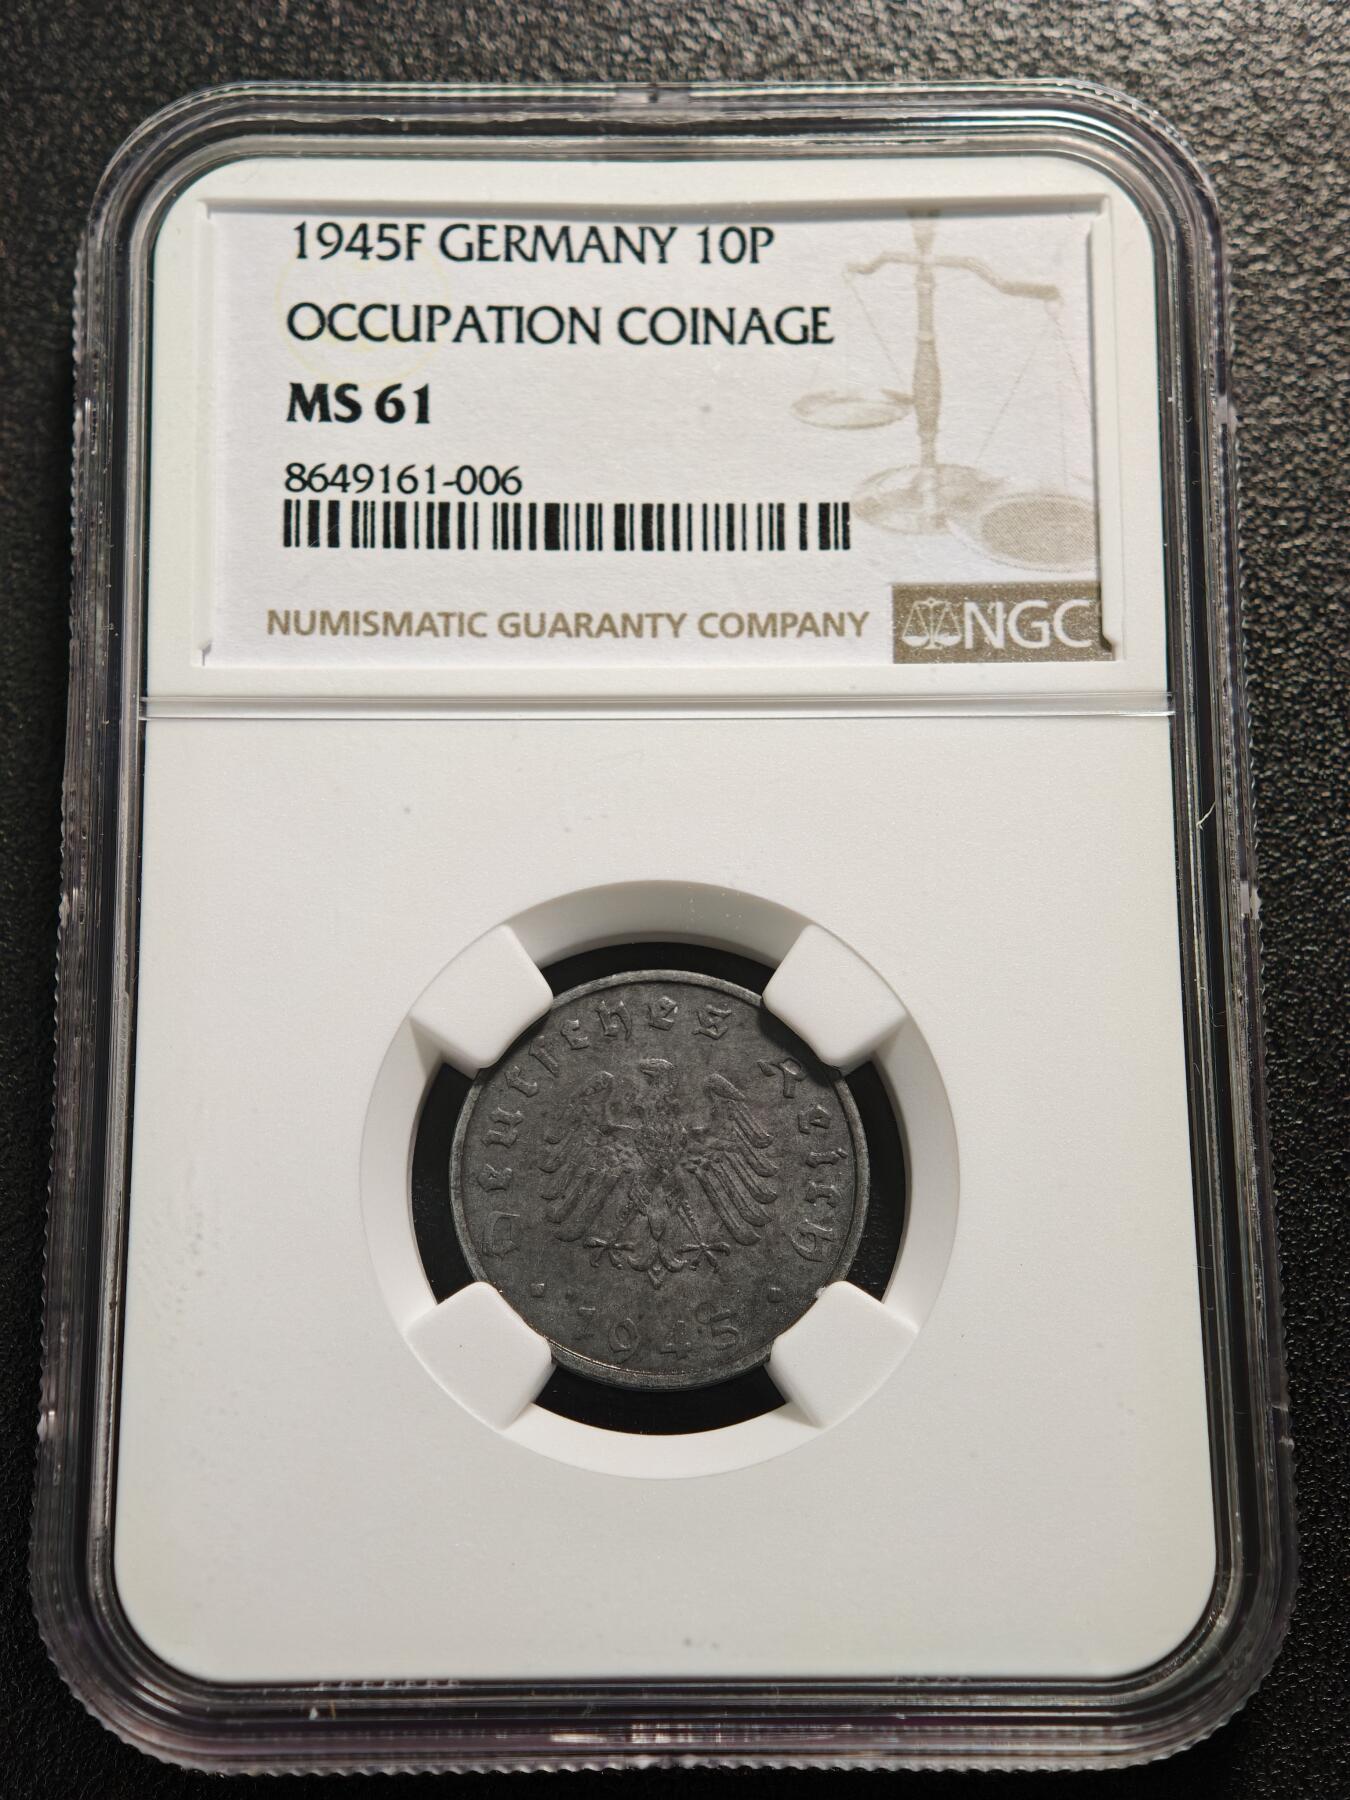 1945F GERMANY 10P
OCCUPATION COINAGE
MS 61
8649161-006
NUMISMATIC GUARANTY COMPANY
NGC
Deutsches Reich
1945